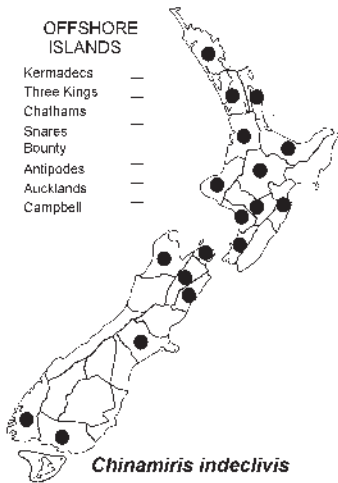 OFFSHORE
ISLANDS
Kermadecs —
Three Kings —
Chathams —
Snares —
Bounty
Antipodes —
Aucklands —
Campbell —
Chinamiris indeclivis